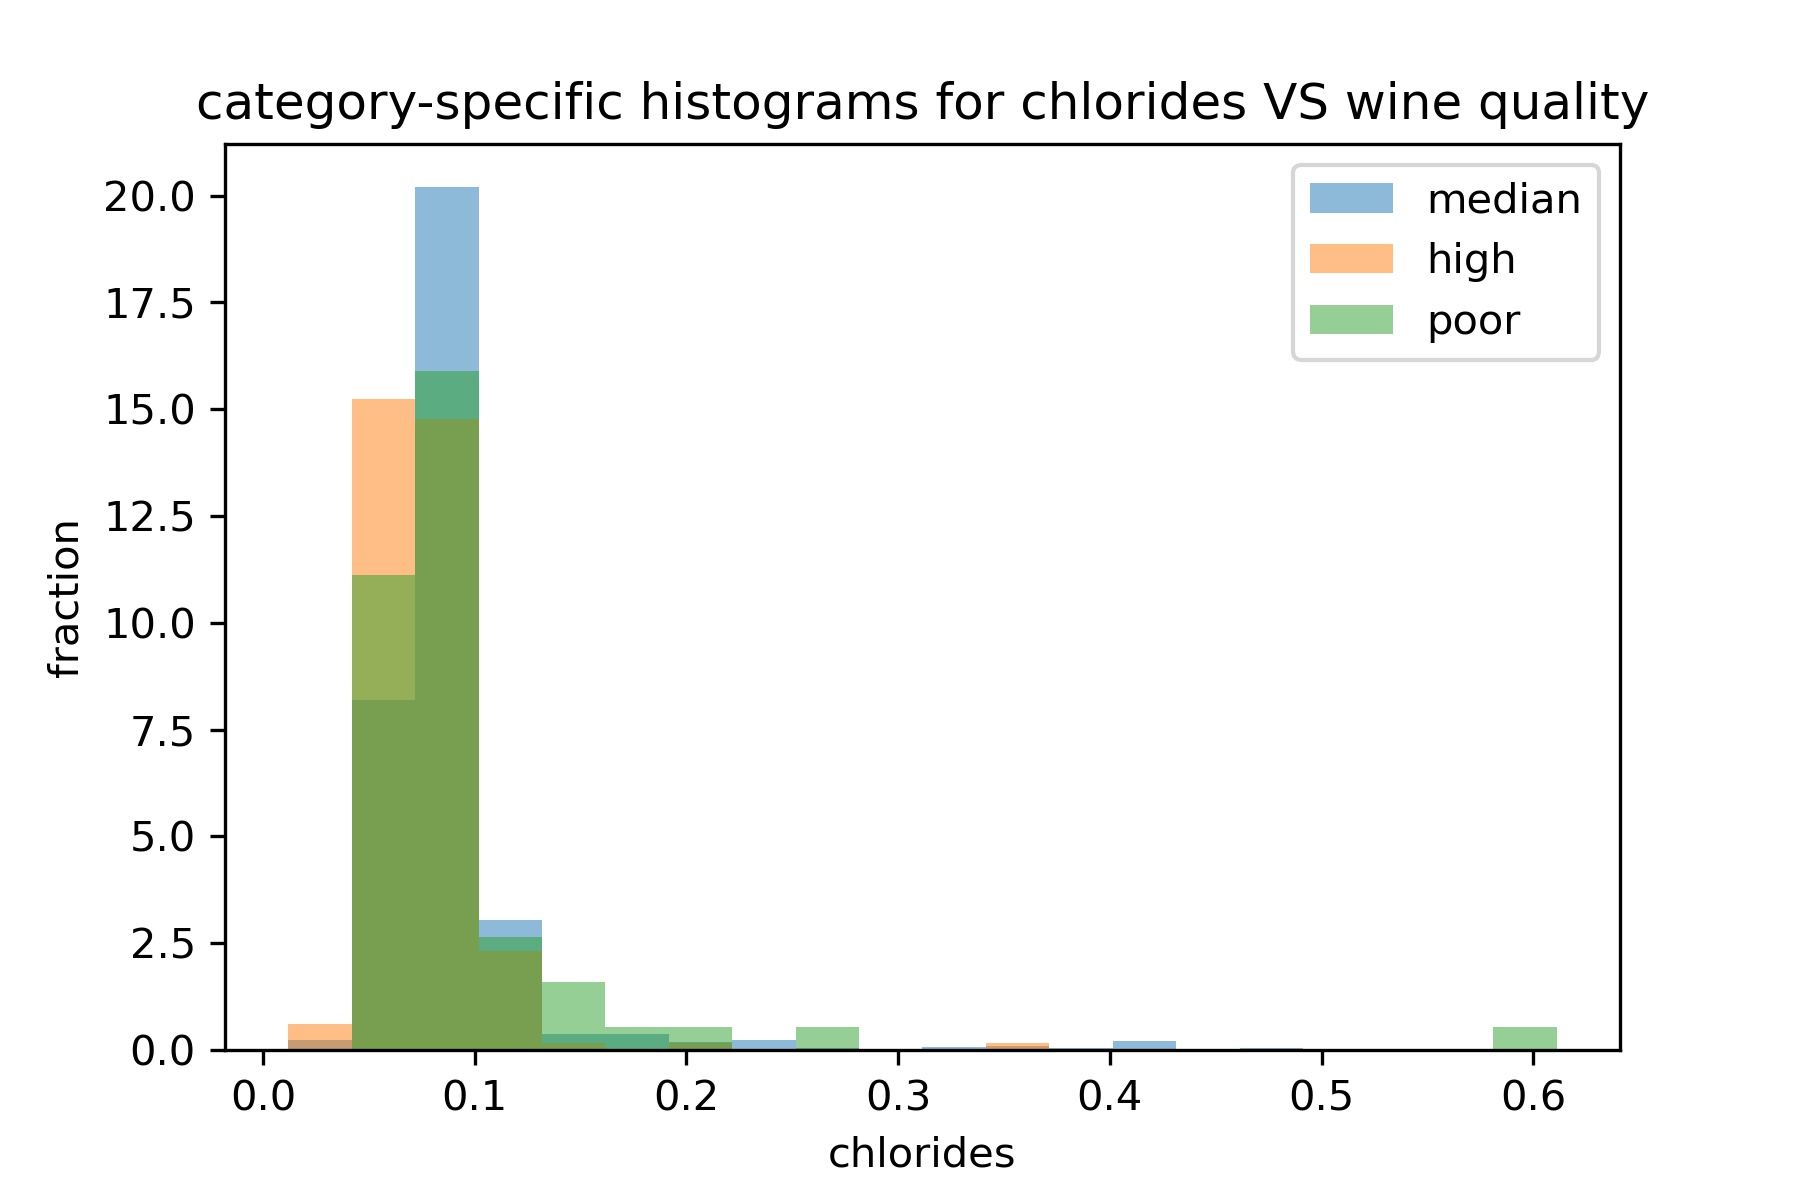 category-specific histograms for chlorides VS wine quality
median
high
poor
20.0
17.5
15.0
12.5
10.0
7.5
5.0
2.5
0.0
fraction
0.0 0.1 0.2 0.3 0.4 0.5 0.6
chlorides